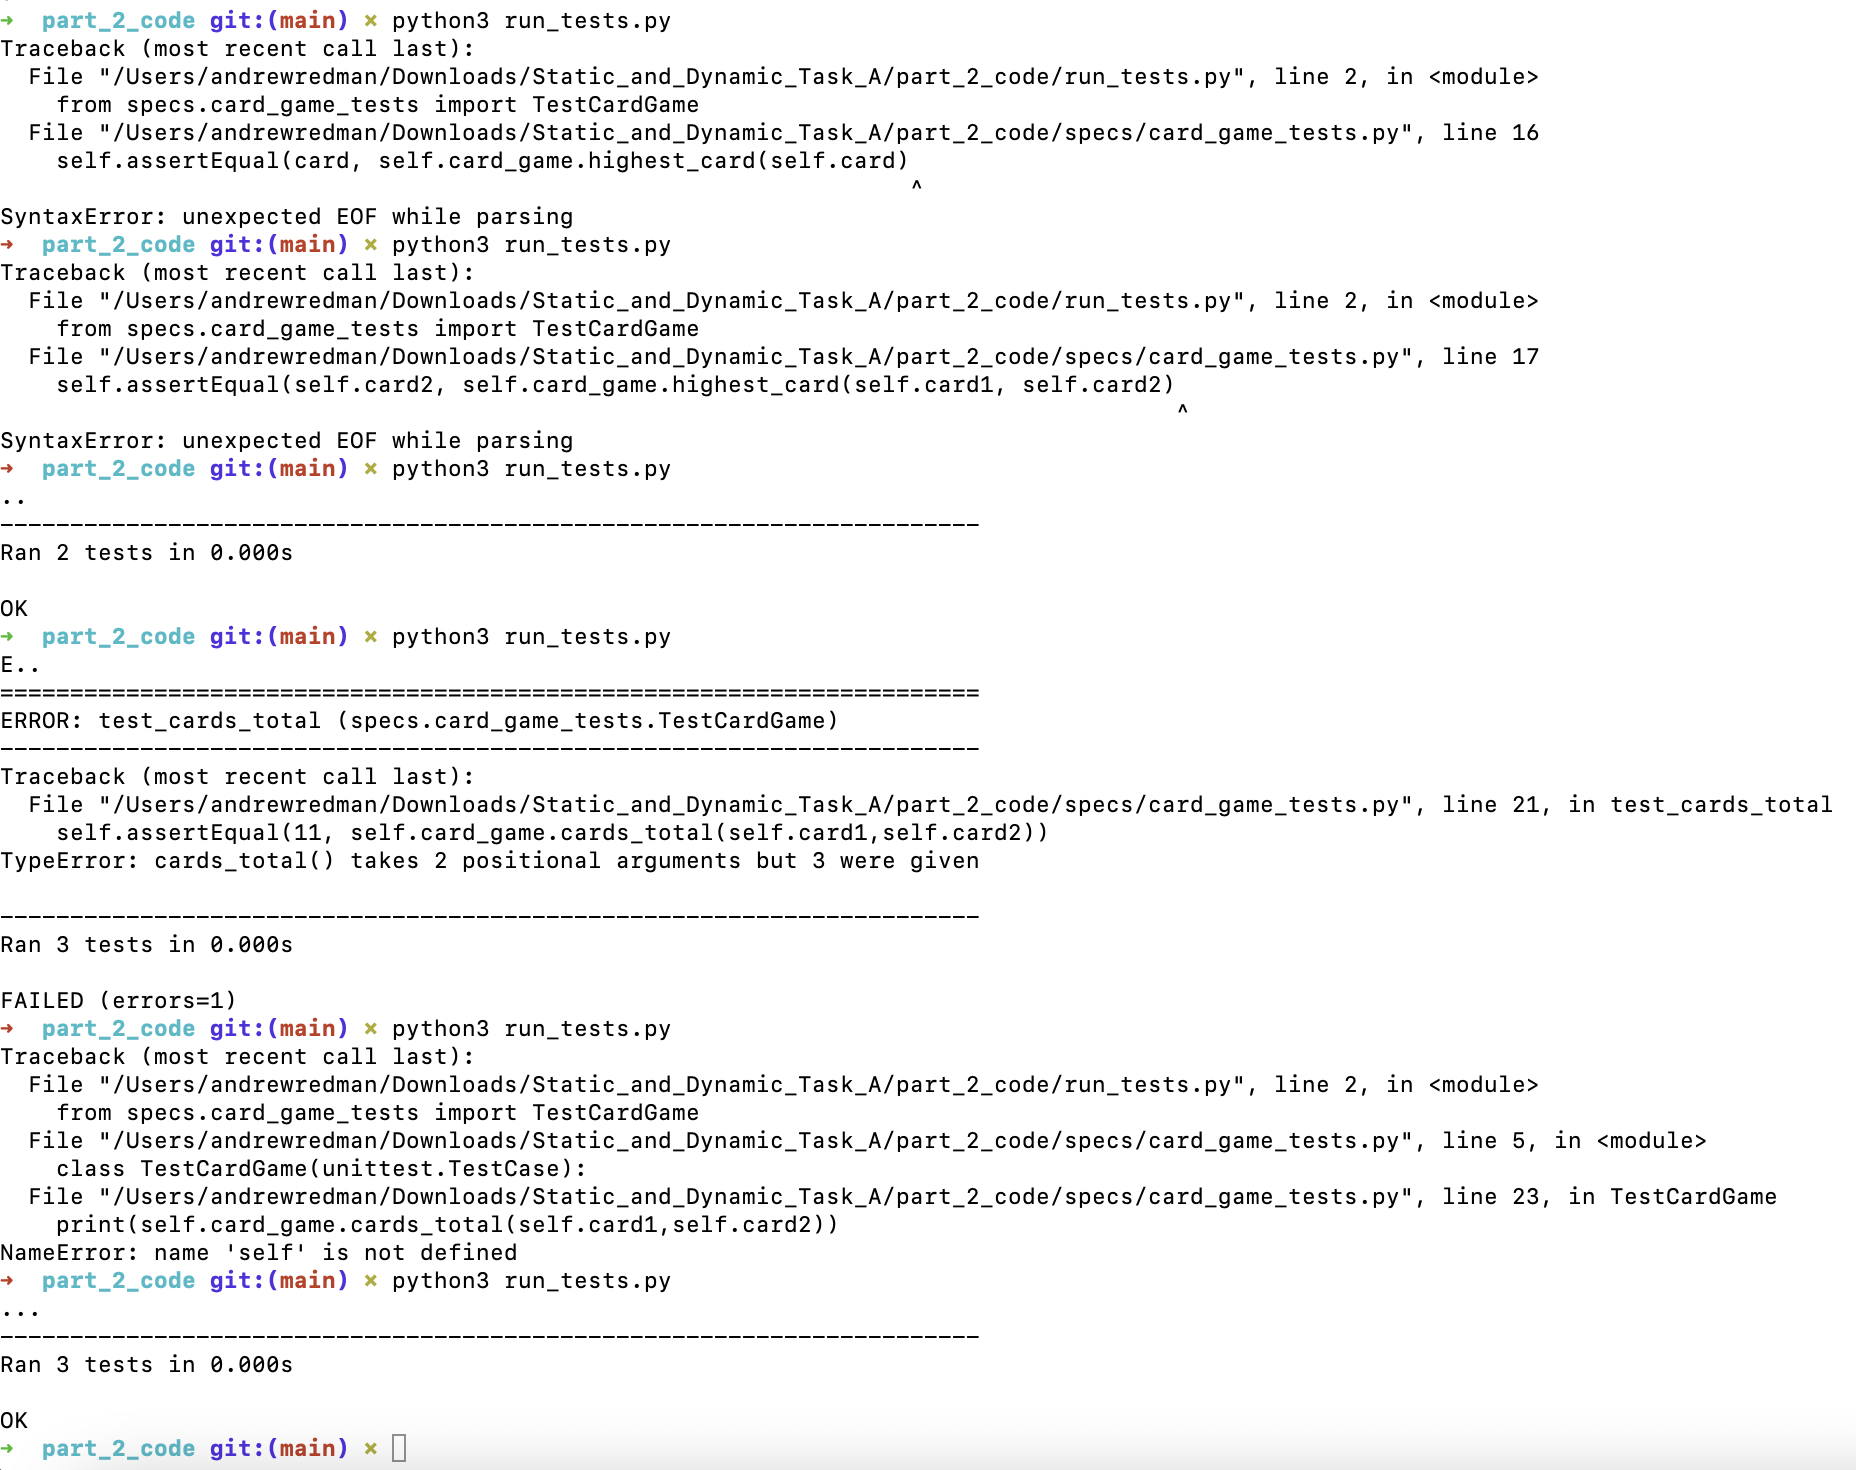 →  part_2_code git:(main) × python3 run_tests.py
Traceback (most recent call last):
  File "/Users/andrewredman/Downloads/Static_and_Dynamic_Task_A/part_2_code/run_tests.py", line 2, in <module>
    from specs.card_game_tests import TestCardGame
  File "/Users/andrewredman/Downloads/Static_and_Dynamic_Task_A/part_2_code/specs/card_game_tests.py", line 16
    self.assertEqual(card, self.card_game.highest_card(self.card)
                                                                 ^
SyntaxError: unexpected EOF while parsing
→  part_2_code git:(main) × python3 run_tests.py
Traceback (most recent call last):
  File "/Users/andrewredman/Downloads/Static_and_Dynamic_Task_A/part_2_code/run_tests.py", line 2, in <module>
    from specs.card_game_tests import TestCardGame
  File "/Users/andrewredman/Downloads/Static_and_Dynamic_Task_A/part_2_code/specs/card_game_tests.py", line 17
    self.assertEqual(self.card2, self.card_game.highest_card(self.card1, self.card2)
                                                                                    ^
SyntaxError: unexpected EOF while parsing
→  part_2_code git:(main) × python3 run_tests.py
..
----------------------------------------------------------------------
Ran 2 tests in 0.000s

OK
→  part_2_code git:(main) × python3 run_tests.py
E..
======================================================================
ERROR: test_cards_total (specs.card_game_tests.TestCardGame)
----------------------------------------------------------------------
Traceback (most recent call last):
  File "/Users/andrewredman/Downloads/Static_and_Dynamic_Task_A/part_2_code/specs/card_game_tests.py", line 21, in test_cards_total
    self.assertEqual(11, self.card_game.cards_total(self.card1,self.card2))
TypeError: cards_total() takes 2 positional arguments but 3 were given

----------------------------------------------------------------------
Ran 3 tests in 0.000s

FAILED (errors=1)
→  part_2_code git:(main) × python3 run_tests.py
Traceback (most recent call last):
  File "/Users/andrewredman/Downloads/Static_and_Dynamic_Task_A/part_2_code/run_tests.py", line 2, in <module>
    from specs.card_game_tests import TestCardGame
  File "/Users/andrewredman/Downloads/Static_and_Dynamic_Task_A/part_2_code/specs/card_game_tests.py", line 5, in <module>
    class TestCardGame(unittest.TestCase):
  File "/Users/andrewredman/Downloads/Static_and_Dynamic_Task_A/part_2_code/specs/card_game_tests.py", line 23, in TestCardGame
    print(self.card_game.cards_total(self.card1,self.card2))
NameError: name 'self' is not defined
→  part_2_code git:(main) × python3 run_tests.py
...
----------------------------------------------------------------------
Ran 3 tests in 0.000s

OK
→  part_2_code git:(main) ×